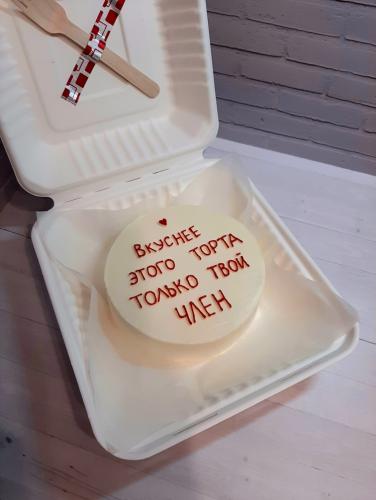 Вкуснее
этого торта
только твой
член